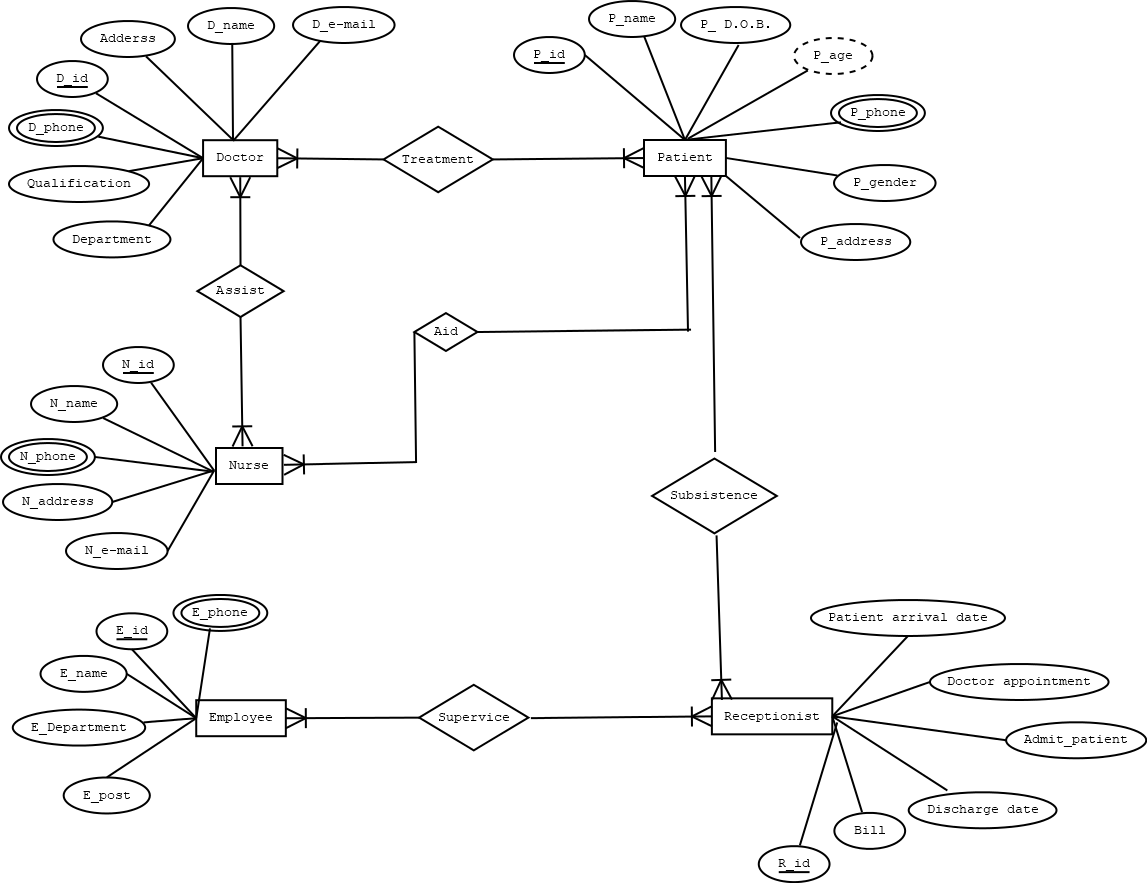 P_name
P_ D.O.B.
D_name
D_e-mail
Adderss
P_id
P_age
D_id
P_phone
D_phone
Doctor
Treatment
Patient
Qualification
P_gender
Department
P_address
Assist
Aid
N_id
N_name
N_phone
Nurse
N_address
Subsistence
N_e-mail
E_phone
Patient arrival date
E_id
E_name
Doctor appointment
Employee
Supervice
Receptionist
E_Department
Admit_patient
E_post
Discharge date
Bill
R_id